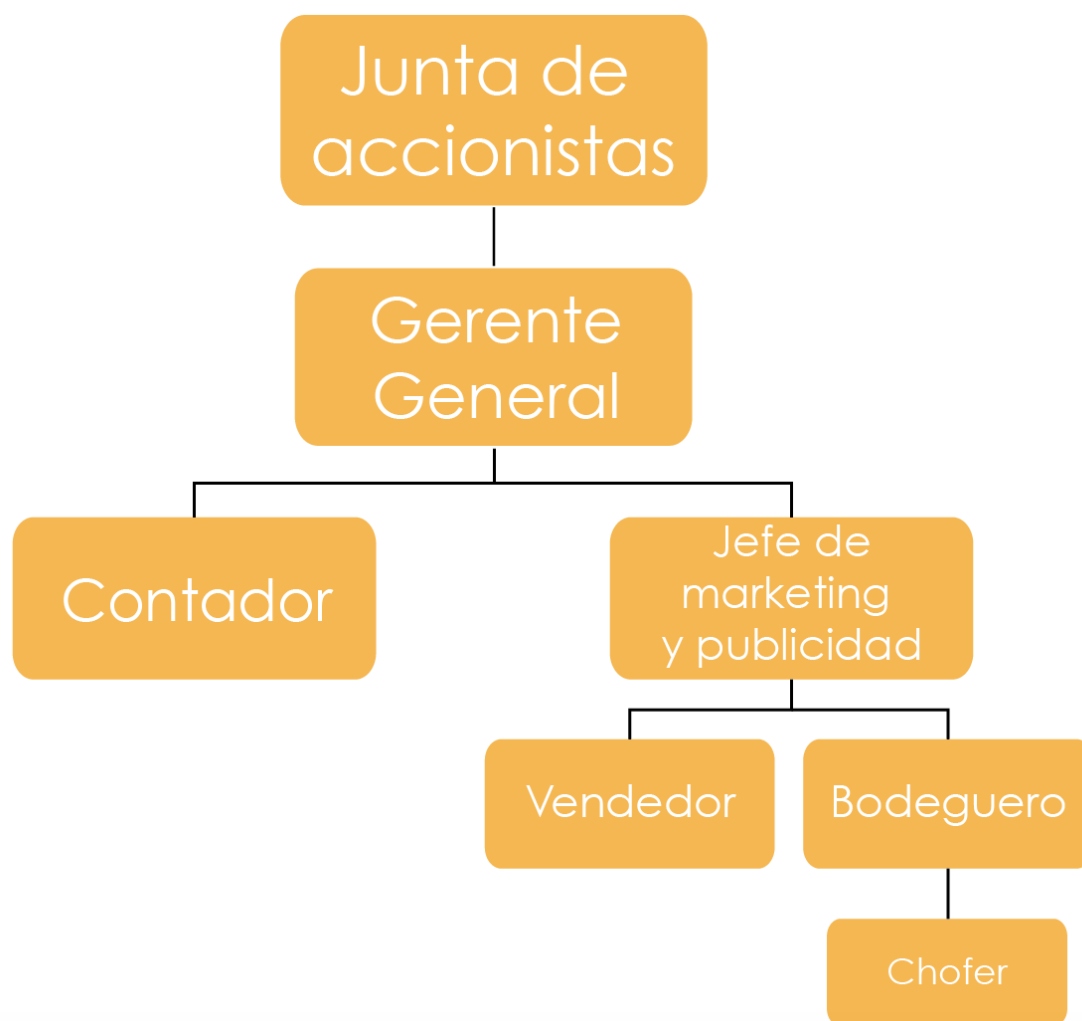 Junta de
accionistas
Gerente
General
Contador
Jefe de
marketing
y publicidad
Vendedor
Bodeguero
Chofer